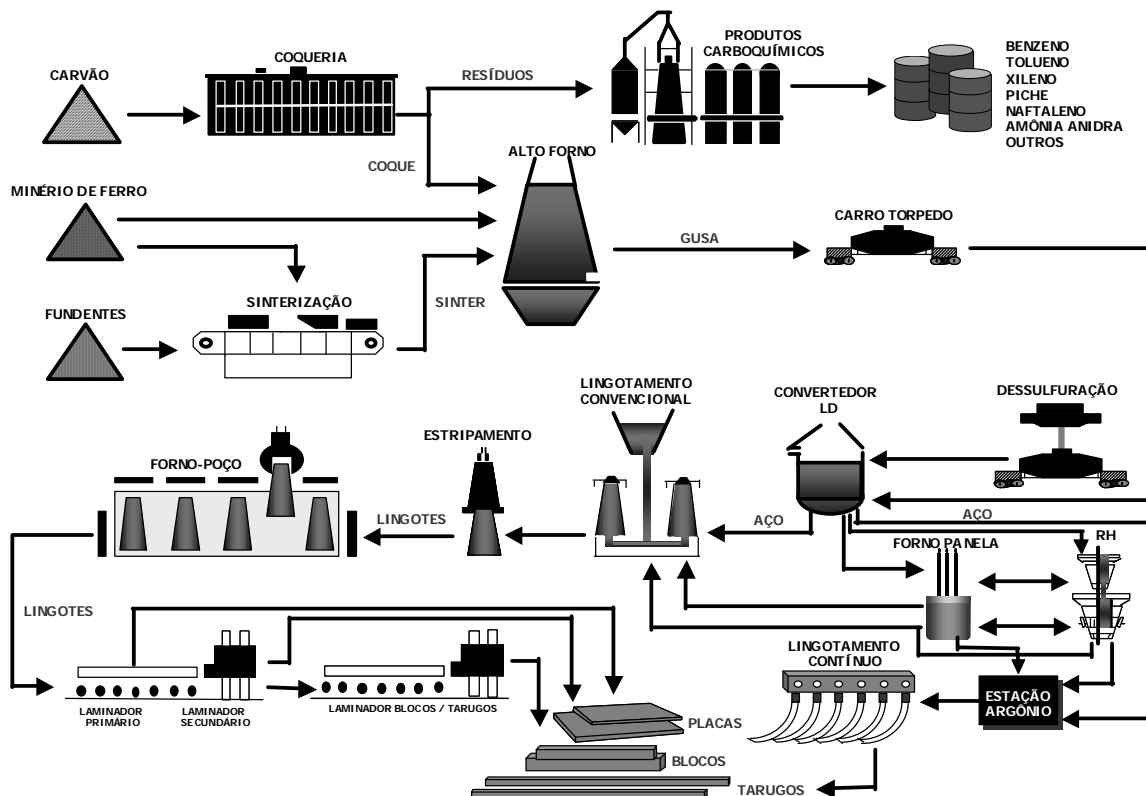 CARVÃO
COQUERIA
RESÍDUOS
COQUE
PRODUTOS
CARBOQUÍMICOS
BENZENO
TOLUENO
XILENO
PICHE
NAFTALENO
AMÔNIA ANIDRA
OUTROS
MINÉRIO DE FERRO
ALTO FORNO
GUSA
CARRO TORPEDO
FUNDENTES
SINTERIZAÇÃO
SINTER
FORNO-POÇO
ESTRIPAMENTO
LINGOTAMENTO
CONVENCIONAL
CONVERTEDOR
LD
DESSULFURAÇÃO
LINGOTES
AÇO
AÇO
FORNO PANELA
RH
LINGOTES
LAMINADOR
PRIMÁRIO
LAMINADOR
SECUNDÁRIO
LAMINADOR BLOCOS / TARUGOS
LINGOTAMENTO
CONTÍNUO
ESTAÇÃO
ARGÔNIO
PLACAS
BLOCOS
TARUGOS